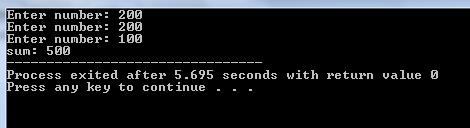 Enter number: 200
Enter number: 200
Enter number: 100
sum: 500
--------------------------------
Process exited after 5.695 seconds with return value 0
Press any key to continue . . .